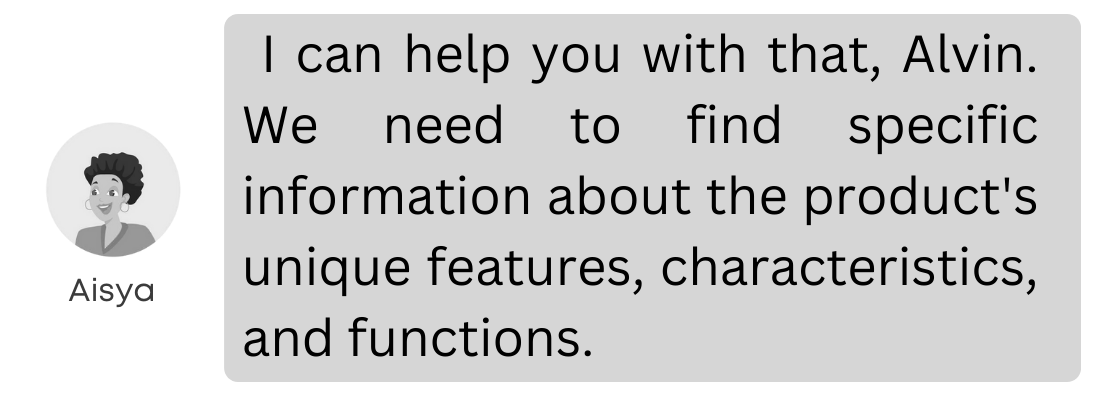 I can help you with that, Alvin.
We need to find specific
information about the product's
unique features, characteristics,
and functions.
Aisya